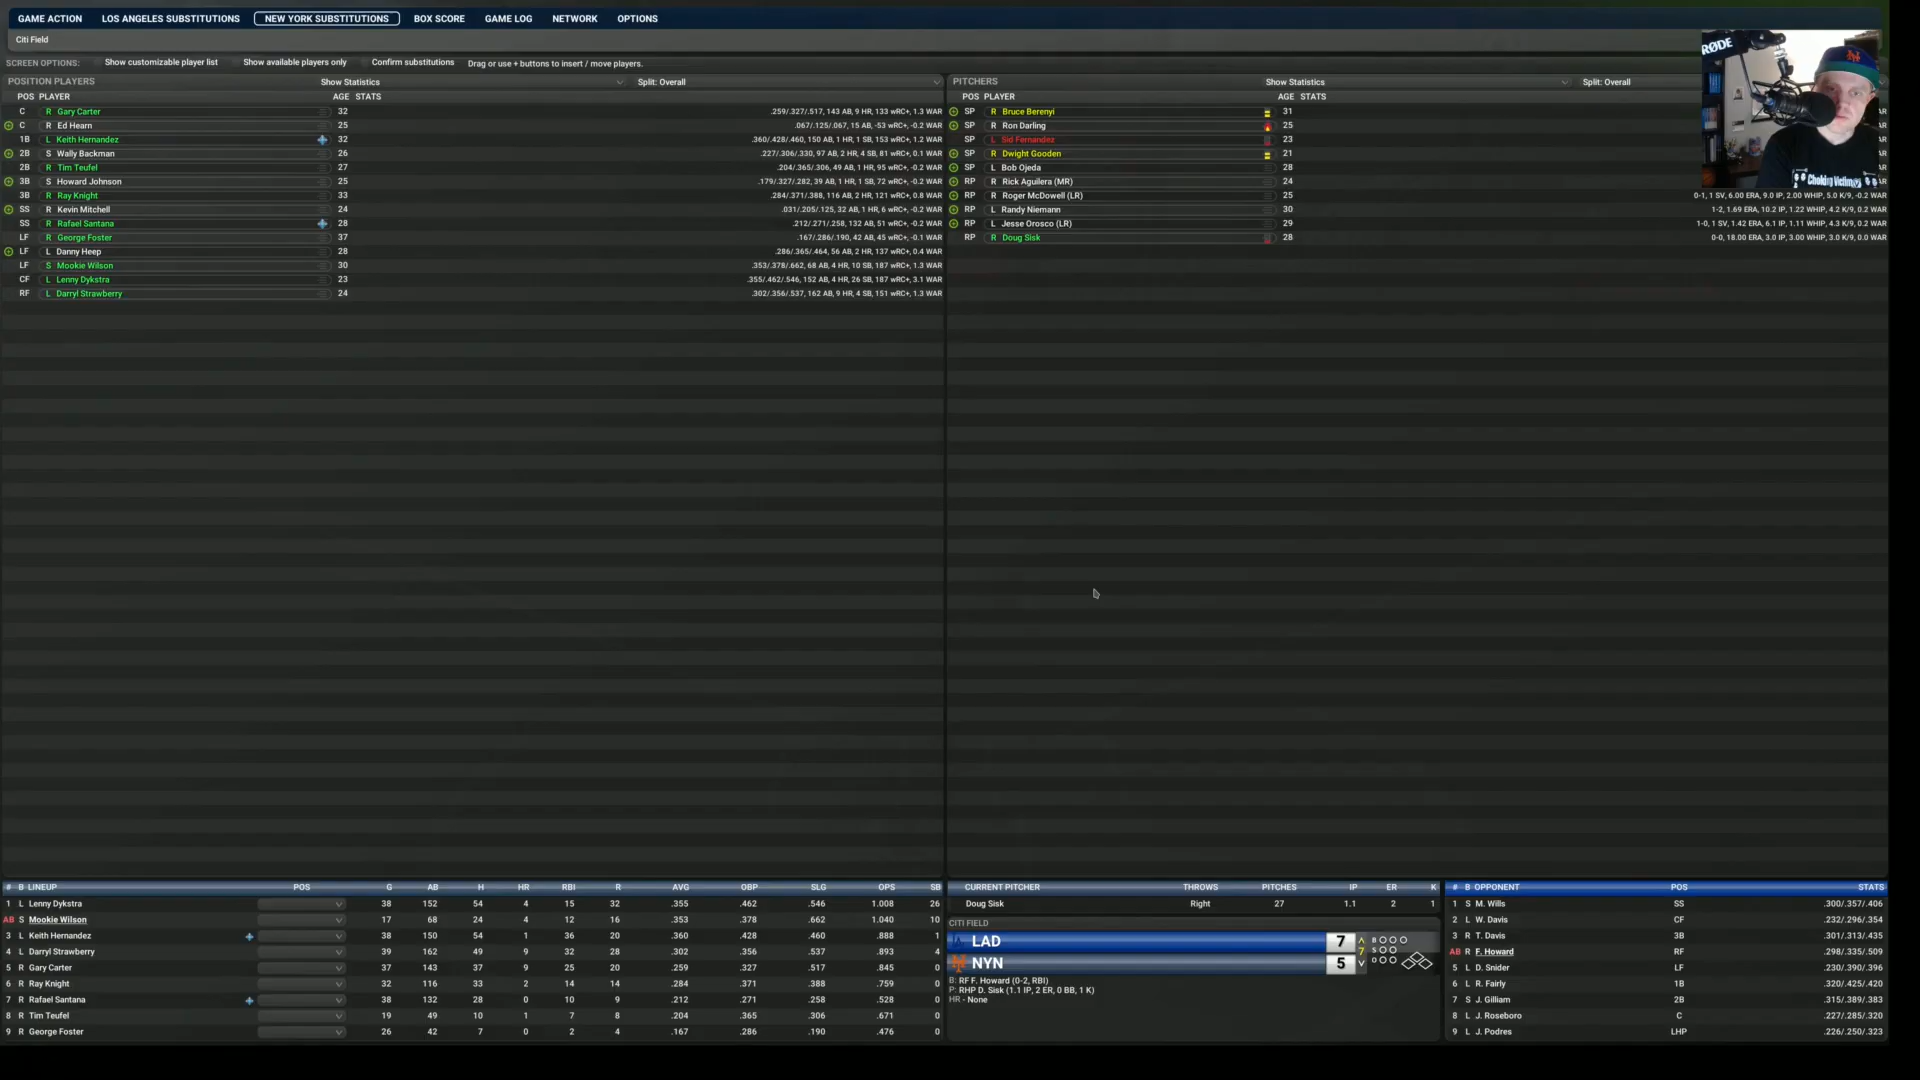 GAME ACTION LOS ANGELES SUBSTITUTIONS NEW YORK SUBSTITUTIONS BOX SCORE GAME LOG NETWORK OPTIONS
Citi Field
SCREEN OPTIONS: Show customizable player list Show available players only Confirm substitutions Drag or use + buttons to insert / move players.
POSITION PLAYERS Show Statistics Split: Overall
POS PLAYER AGE STATS
C R Gary Carter 32 .259/.327/.517, 143 AB, 9 HR, 133 wRC+, 1.3 WAR
C R Ed Hearn 25 .067/.125/.067, 15 AB, -53 wRC+, -0.2 WAR
1B L Keith Hernandez 32 .360/.428/.460, 150 AB, 1 HR, 1 SB, 153 wRC+, 1.2 WAR
2B S Wally Backman 26 .227/.306/.330, 97 AB, 2 HR, 4 SB, 81 wRC+, 0.1 WAR
2B R Tim Teufel 27 .204/.365/.306, 49 AB, 1 HR, 95 wRC+, -0.2 WAR
3B S Howard Johnson 25 .179/.327/.282, 39 AB, 1 HR, 1 SB, 72 wRC+, -0.2 WAR
3B R Ray Knight 33 .284/.371/.388, 116 AB, 2 HR, 121 wRC+, 0.8 WAR
SS R Kevin Mitchell 24 .031/.205/.125, 32 AB, 1 HR, 6 wRC+, -0.2 WAR
SS R Rafael Santana 28 .212/.271/.258, 132 AB, 51 wRC+, -0.2 WAR
LF R George Foster 37 .167/.286/.190, 42 AB, 45 wRC+, -0.1 WAR
LF L Danny Heep 28 .286/.365/.464, 56 AB, 2 HR, 137 wRC+, 0.4 WAR
LF S Mookie Wilson 30 .353/.378/.662, 68 AB, 4 HR, 10 SB, 187 wRC+, 1.3 WAR
CF L Lenny Dykstra 23 .355/.462/.546, 152 AB, 4 HR, 26 SB, 187 wRC+, 3.1 WAR
RF L Darryl Strawberry 24 .302/.356/.537, 162 AB, 9 HR, 4 SB, 151 wRC+, 1.3 WAR
PITCHERS Show Statistics Split: Overall
POS PLAYER AGE STATS
SP R Bruce Berenyi 31
SP R Ron Darling 25
SP L Sid Fernandez 23
SP R Dwight Gooden 21
SP L Bob Ojeda 28
RP R Rick Aguilera (MR) 24
RP R Roger McDowell (LR) 25 0-1, 1 SV, 6.00 ERA, 9.0 IP, 2.00 WHIP, 5.0 K/9, -0.2 WAR
RP L Randy Niemann 30 1-2, 1.69 ERA, 10.2 IP, 1.22 WHIP, 4.2 K/9, 0.2 WAR
RP L Jesse Orosco (LR) 29 1-0, 1 SV, 1.42 ERA, 6.1 IP, 1.11 WHIP, 4.3 K/9, 0.2 WAR
RP R Doug Sisk 28 0-0, 18.00 ERA, 3.0 IP, 3.00 WHIP, 3.0 K/9, 0.0 WAR
RØDE
Choking Victim
# B LINEUP POS G AB H HR RBI R AVG OBP SLG OPS SB
1 L Lenny Dykstra 38 152 54 4 15 32 .355 .462 .546 1.008 26
AB S Mookie Wilson 17 68 24 4 12 16 .353 .378 .662 1.040 10
3 L Keith Hernandez 38 150 54 1 36 20 .360 .428 .460 .888 1
4 L Darryl Strawberry 39 162 49 9 32 28 .302 .356 .537 .893 4
5 R Gary Carter 37 143 37 9 25 20 .259 .327 .517 .845 0
6 R Ray Knight 32 116 33 2 14 14 .284 .371 .388 .759 0
7 R Rafael Santana 38 132 28 0 10 9 .212 .271 .258 .528 0
8 R Tim Teufel 19 49 10 1 7 8 .204 .365 .306 .671 0
9 R George Foster 26 42 7 0 2 4 .167 .286 .190 .476 0
CURRENT PITCHER THROWS PITCHES IP ER K
Doug Sisk Right 27 1.1 2 1
CITI FIELD
LAD 7
NYN 5
7
B
S
O
B: RF F. Howard (0-2, RBI)
P: RHP D. Sisk (1.1 IP, 2 ER, 0 BB, 1 K)
HR - None
# B OPPONENT POS STATS
1 S M. Wills SS .300/.357/.406
2 L W. Davis CF .232/.296/.354
3 R T. Davis 3B .301/.313/.435
AB R F. Howard RF .298/.335/.509
5 L D. Snider LF .230/.390/.396
6 L R. Fairly 1B .320/.425/.420
7 S J. Gilliam 2B .315/.389/.383
8 L J. Roseboro C .227/.285/.320
9 L J. Podres LHP .226/.250/.323